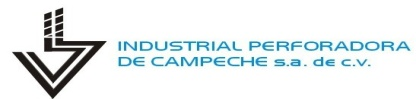 INDUSTRIAL PERFORADORA
DE CAMPECHE s.a. de c.v.